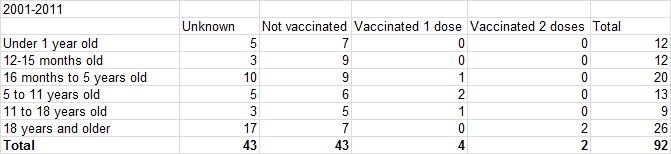 2001-2011
Unknown Not vaccinated Vaccinated 1 dose Vaccinated 2 doses Total
Under 1 year old 5 7 0 0 12
12-15 months old 3 9 0 0 12
16 months to 5 years old 10 9 1 0 20
5 to 11 years old 5 6 2 0 13
11 to 18 years old 3 5 1 0 9
18 years and older 17 7 0 2 26
Total 43 43 4 2 92